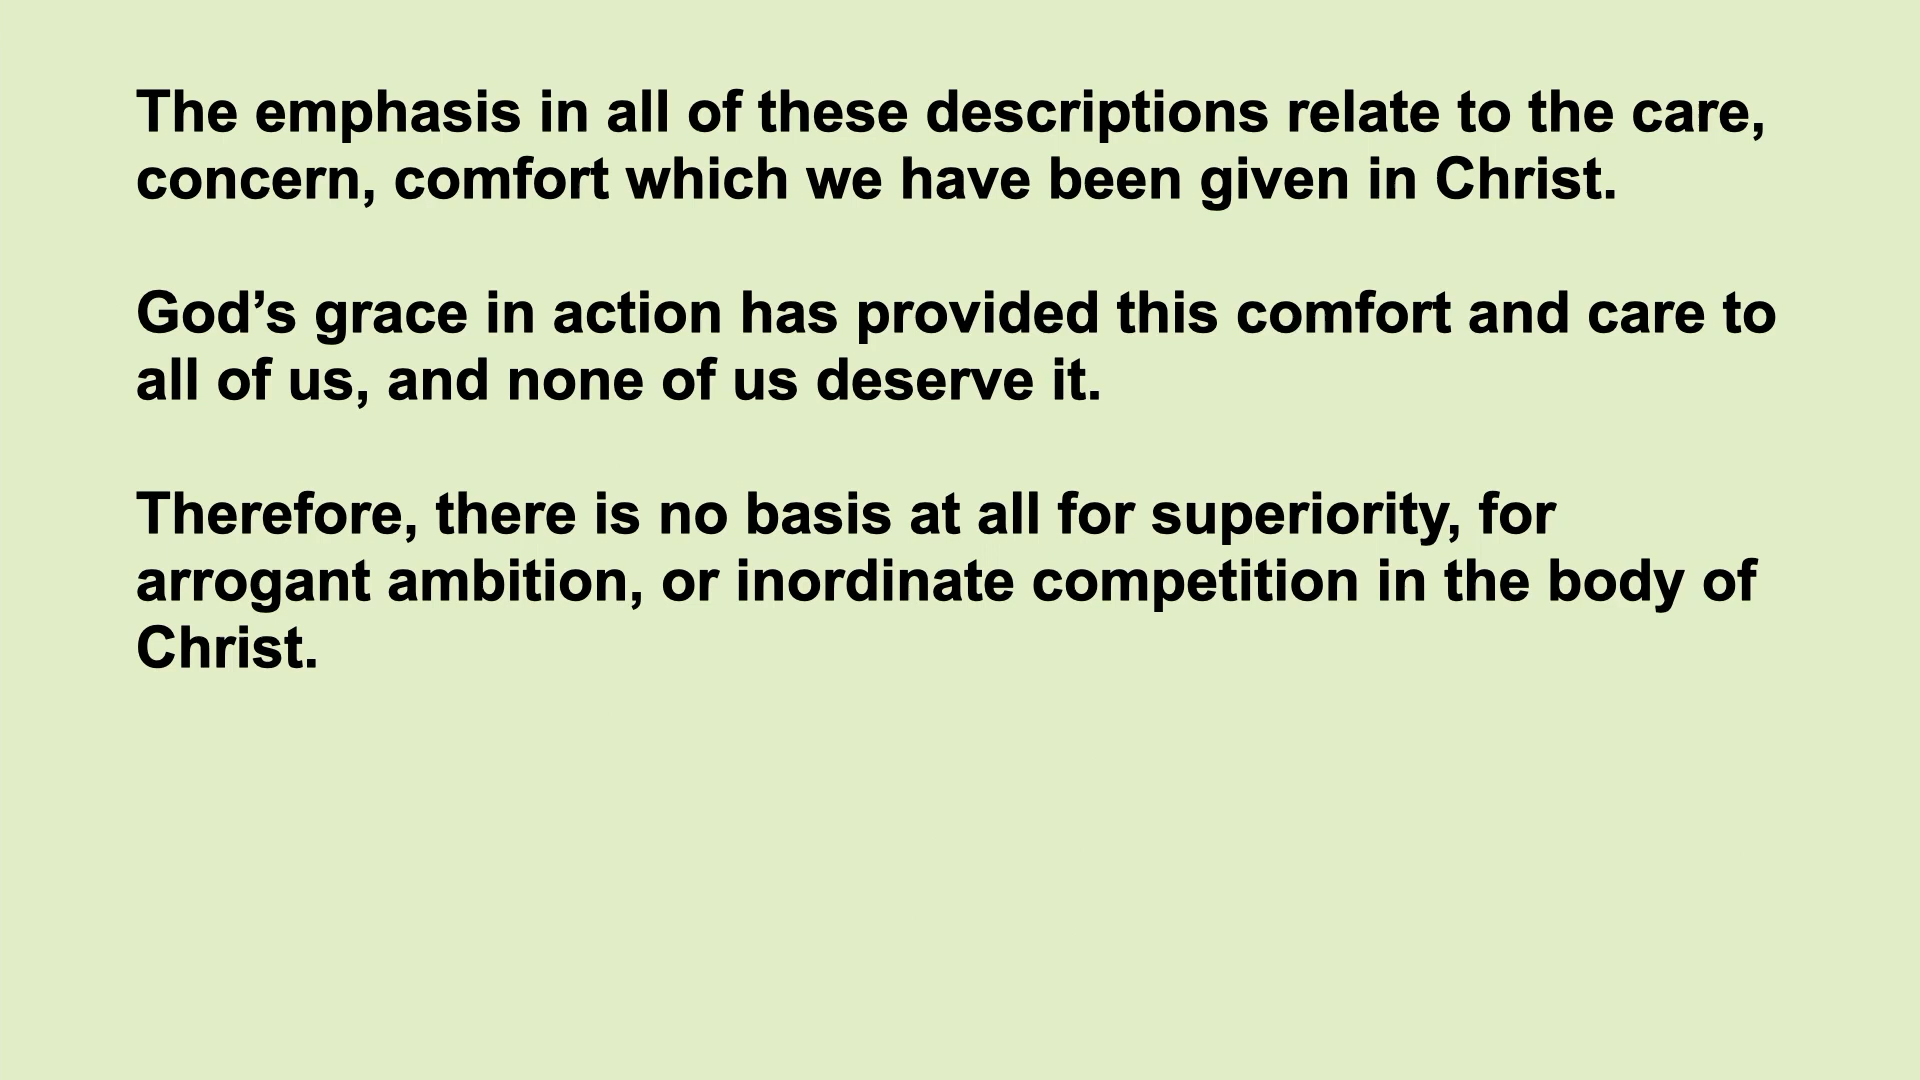 The emphasis in all of these descriptions relate to the care,
concern, comfort which we have been given in Christ.
God’s grace in action has provided this comfort and care to
all of us, and none of us deserve it.
Therefore, there is no basis at all for superiority, for
arrogant ambition, or inordinate competition in the body of
Christ.